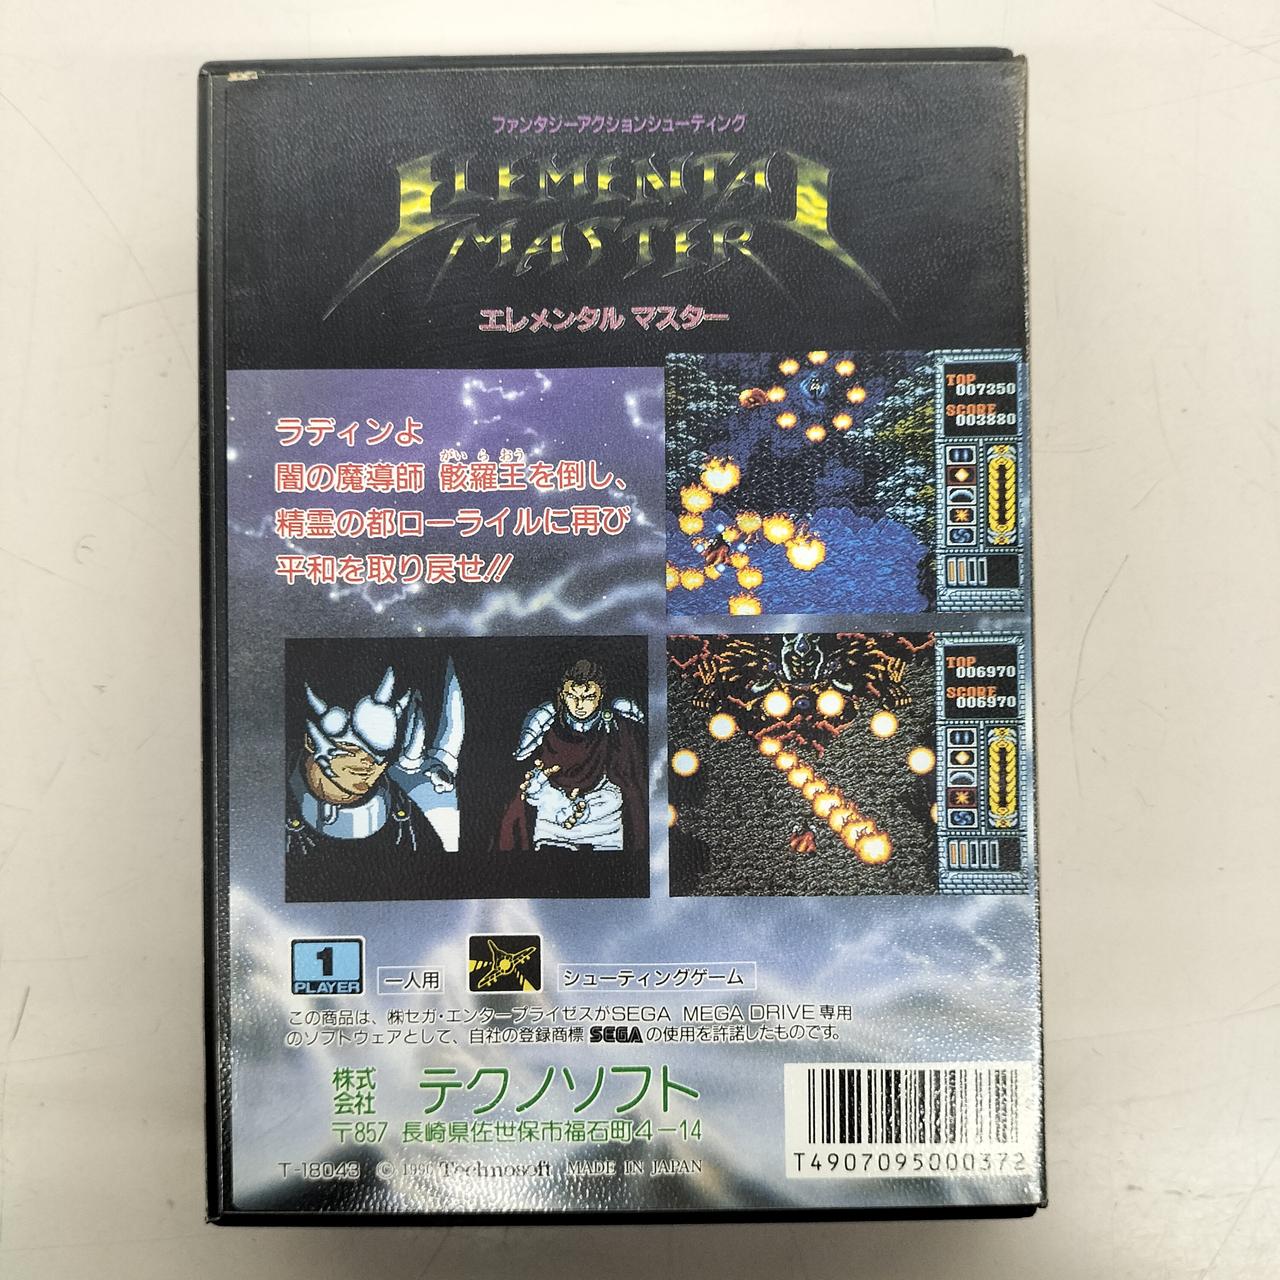 ファンタジーアクションシューティング
ELEMENTAL
MASTER
エレメンタル マスター
ラディンよ
がいらおう
闇の魔導師 骸羅王を倒し、
精霊の都ローライルに再び
平和を取り戻せ!!
TOP
007350
SCORE
003880
TOP
006970
SCORE
006970
1
PLAYER
一人用
シューティングゲーム
この商品は、㈱セガ・エンタープライゼスがSEGA MEGA DRIVE専用
のソフトウェアとして、自社の登録商標 SEGA の使用を許諾したものです。
株式会社 テクノソフト
〒857 長崎県佐世保市福石町4-14
T-18043 © 1990 Technosoft MADE IN JAPAN
T4907095000372